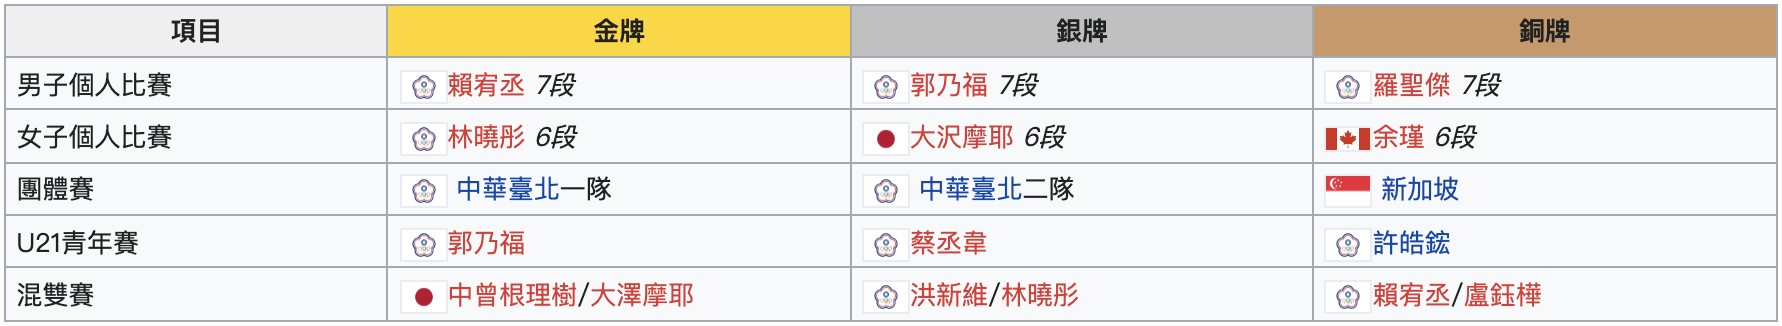 項目 金牌 銀牌 銅牌
男子個人比賽 賴宥丞 7段 郭乃福 7段 羅聖傑 7段
女子個人比賽 林曉彤 6段 大沢摩耶 6段 余瑾 6段
團體賽 中華臺北一隊 中華臺北二隊 新加坡
U21青年賽 郭乃福 蔡丞韋 許皓鋐
混雙賽 中曾根理樹/大澤摩耶 洪新維/林曉彤 賴宥丞/盧鈺樺